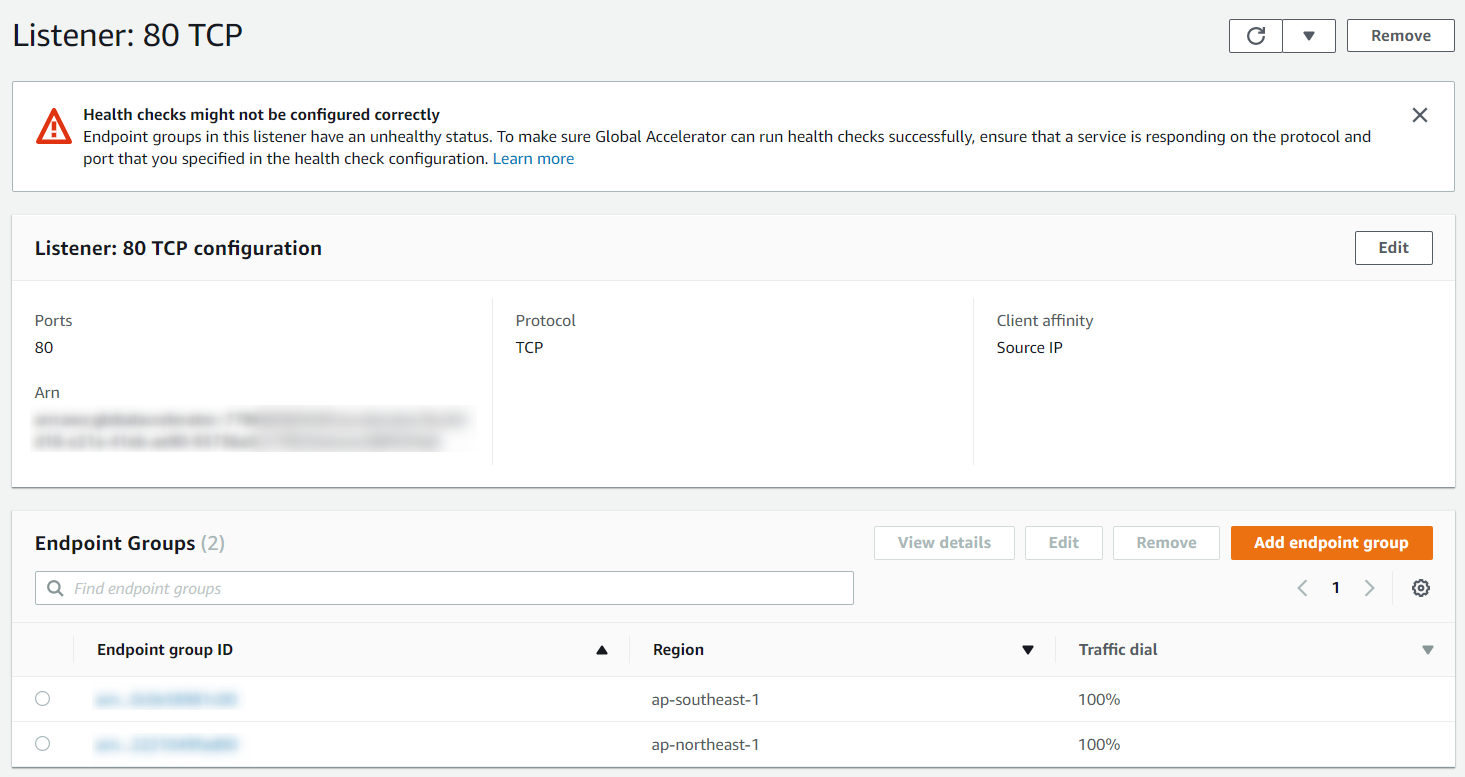 Listener: 80 TCP
Remove
Health checks might not be configured correctly
Endpoint groups in this listener have an unhealthy status. To make sure Global Accelerator can run health checks successfully, ensure that a service is responding on the protocol and
port that you specified in the health check configuration. Learn more
Listener: 80 TCP configuration
Edit
Ports
80
Protocol
TCP
Client affinity
Source IP
Arn
Endpoint Groups (2)
View details
Edit
Remove
Add endpoint group
Find endpoint groups
1
Endpoint group ID
Region
Traffic dial
ap-southeast-1
100%
ap-northeast-1
100%